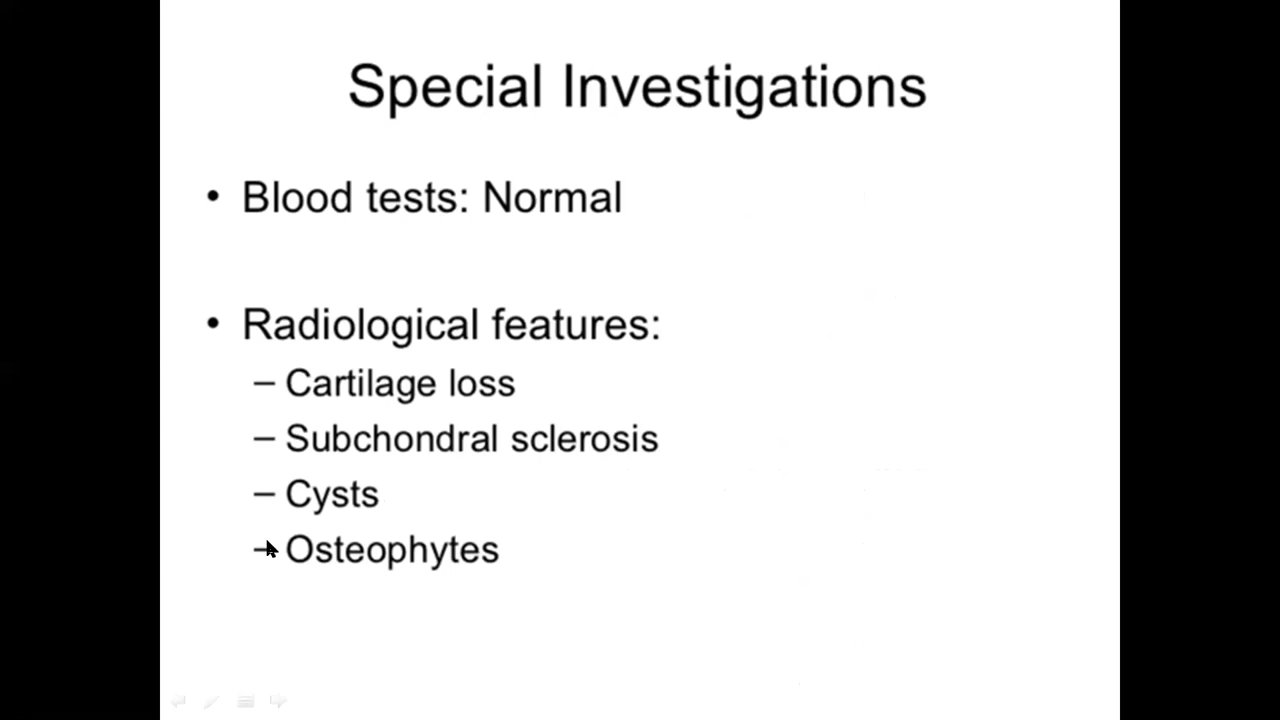 Special Investigations
• Blood tests: Normal
• Radiological features:
– Cartilage loss
– Subchondral sclerosis
– Cysts
– Osteophytes